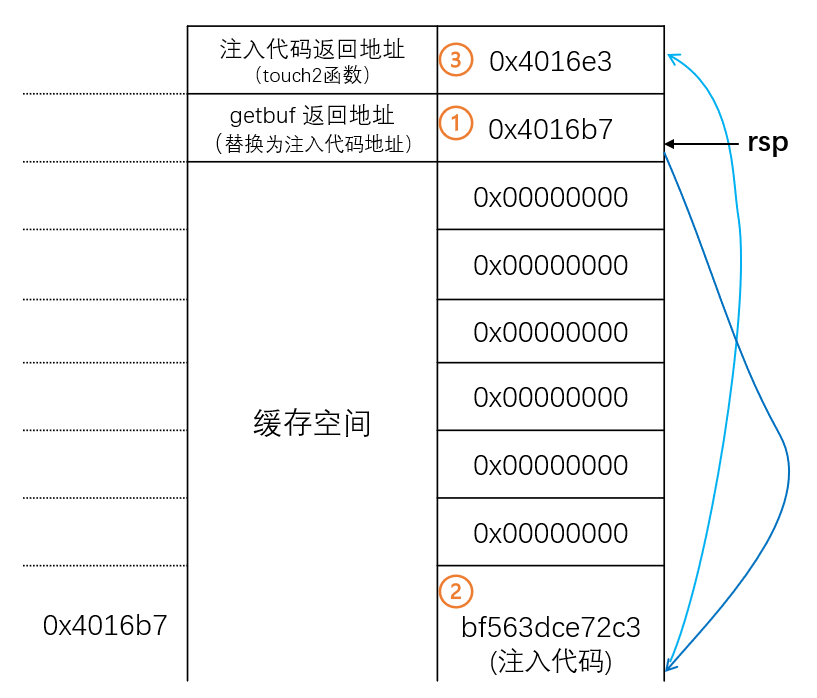 注入代码返回地址
（touch2函数）
③ 0x4016e3
getbuf 返回地址
（替换为注入代码地址）
① 0x4016b7
rsp
0x00000000
0x00000000
0x00000000
0x00000000
0x00000000
0x00000000
缓存空间
0x4016b7
②
bf563dce72c3
(注入代码)